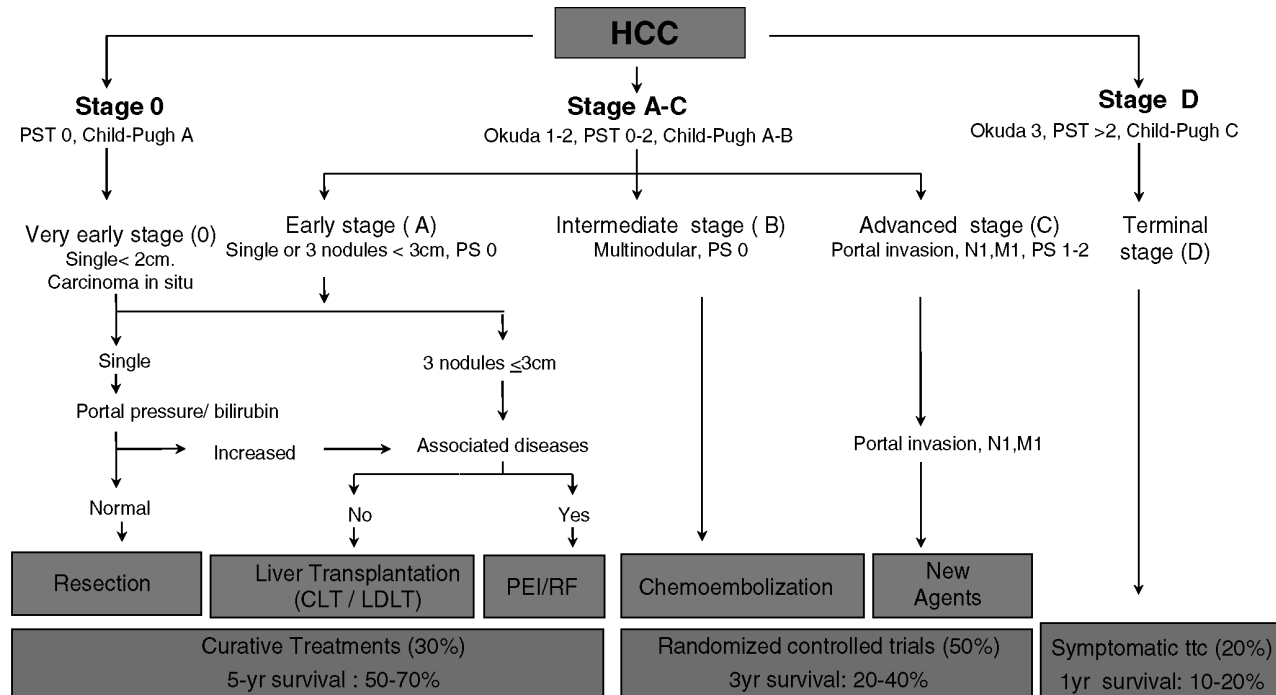 HCC
Stage 0
PST 0, Child-Pugh A
Stage A-C
Okuda 1-2, PST 0-2, Child-Pugh A-B
Stage D
Okuda 3, PST >2, Child-Pugh C
Very early stage (0)
Single< 2cm.
Carcinoma in situ
Early stage ( A)
Single or 3 nodules < 3cm, PS 0
Intermediate stage ( B)
Multinodular, PS 0
Advanced stage (C)
Portal invasion, N1,M1, PS 1-2
Terminal
stage (D)
Single
3 nodules ≤3cm
Portal pressure/ bilirubin
Increased
Associated diseases
Portal invasion, N1,M1
Normal
No
Yes
Resection
Liver Transplantation
(CLT / LDLT)
PEI/RF
Chemoembolization
New
Agents
Curative Treatments (30%)
5-yr survival : 50-70%
Randomized controlled trials (50%)
3yr survival: 20-40%
Symptomatic ttc (20%)
1yr survival: 10-20%